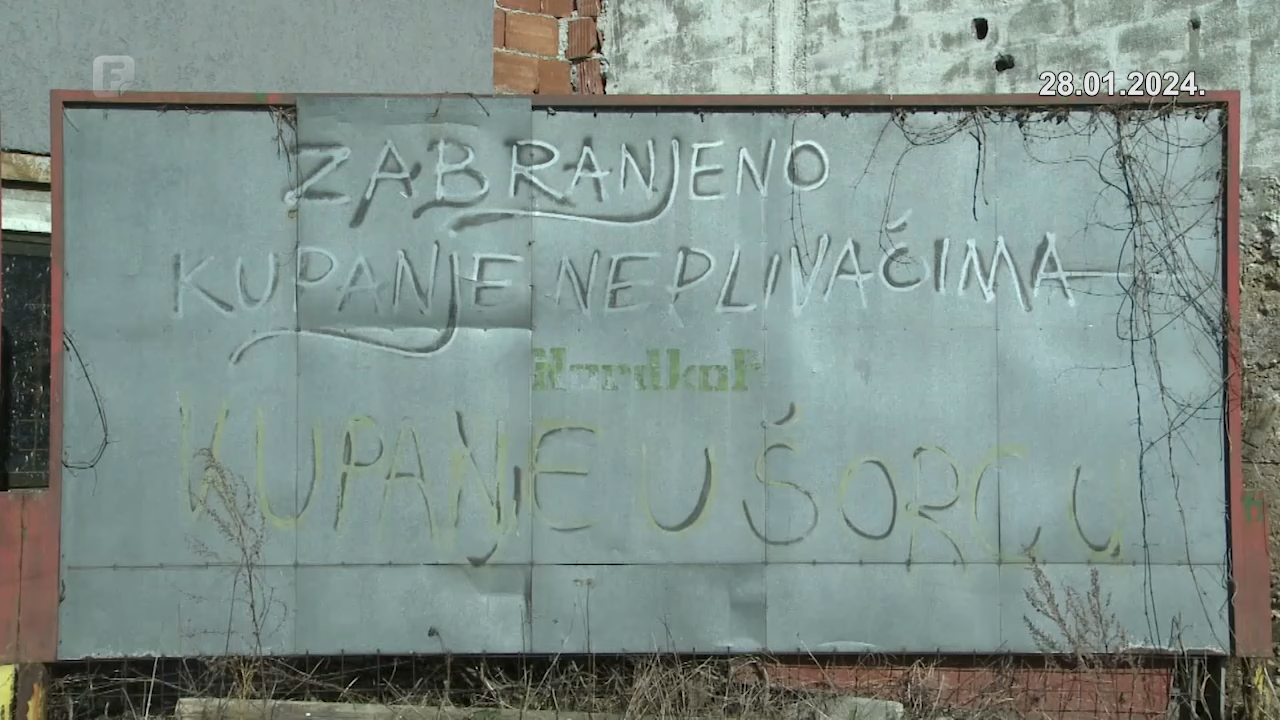 F
28.01.2024.
ZABRANJENO
KUPANJE NEPLIVAČIMA
KUPANJE U ŠORCU